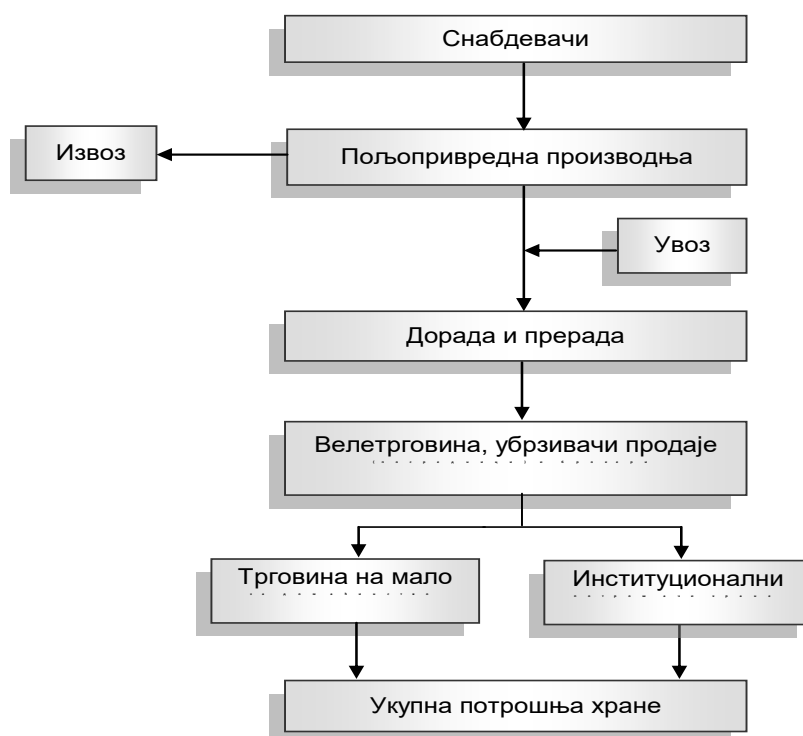 Снабдевачи
Извоз
Пољопривредна производња
Увоз
Дорада и прерада
Велетрговина, убрзивачи продаје
Трговина на мало
Институционални
Укупна потрошња хране